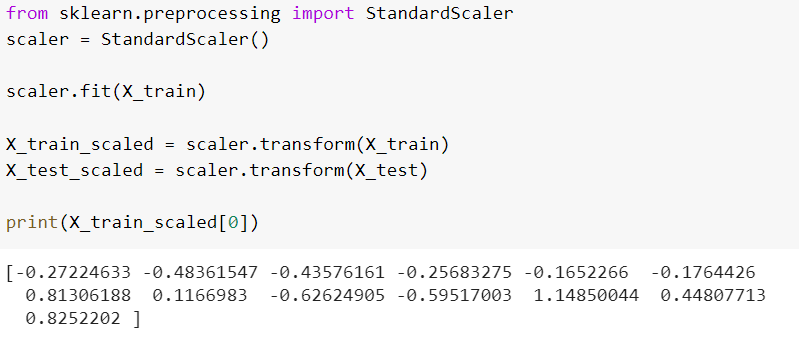 from sklearn.preprocessing import StandardScaler
scaler = StandardScaler()
scaler.fit(X_train)
X_train_scaled = scaler.transform(X_train)
X_test_scaled = scaler.transform(X_test)
print(X_train_scaled[0])
[-0.27224633 -0.48361547 -0.43576161 -0.25683275 -0.1652266  -0.1764426
  0.81306188  0.1166983  -0.62624905 -0.59517003  1.14850044  0.44807713
  0.8252202 ]